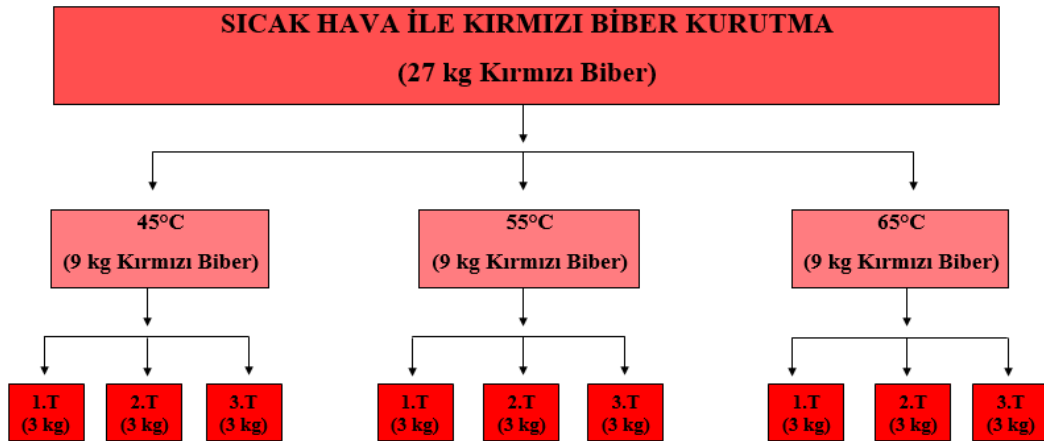 SICAK HAVA İLE KIRMIZI BİBER KURUTMA
(27 kg Kırmızı Biber)
45°C
(9 kg Kırmızı Biber)
55°C
(9 kg Kırmızı Biber)
65°C
(9 kg Kırmızı Biber)
1.T
(3 kg)
2.T
(3 kg)
3.T
(3 kg)
1.T
(3 kg)
2.T
(3 kg)
3.T
(3 kg)
1.T
(3 kg)
2.T
(3 kg)
3.T
(3 kg)